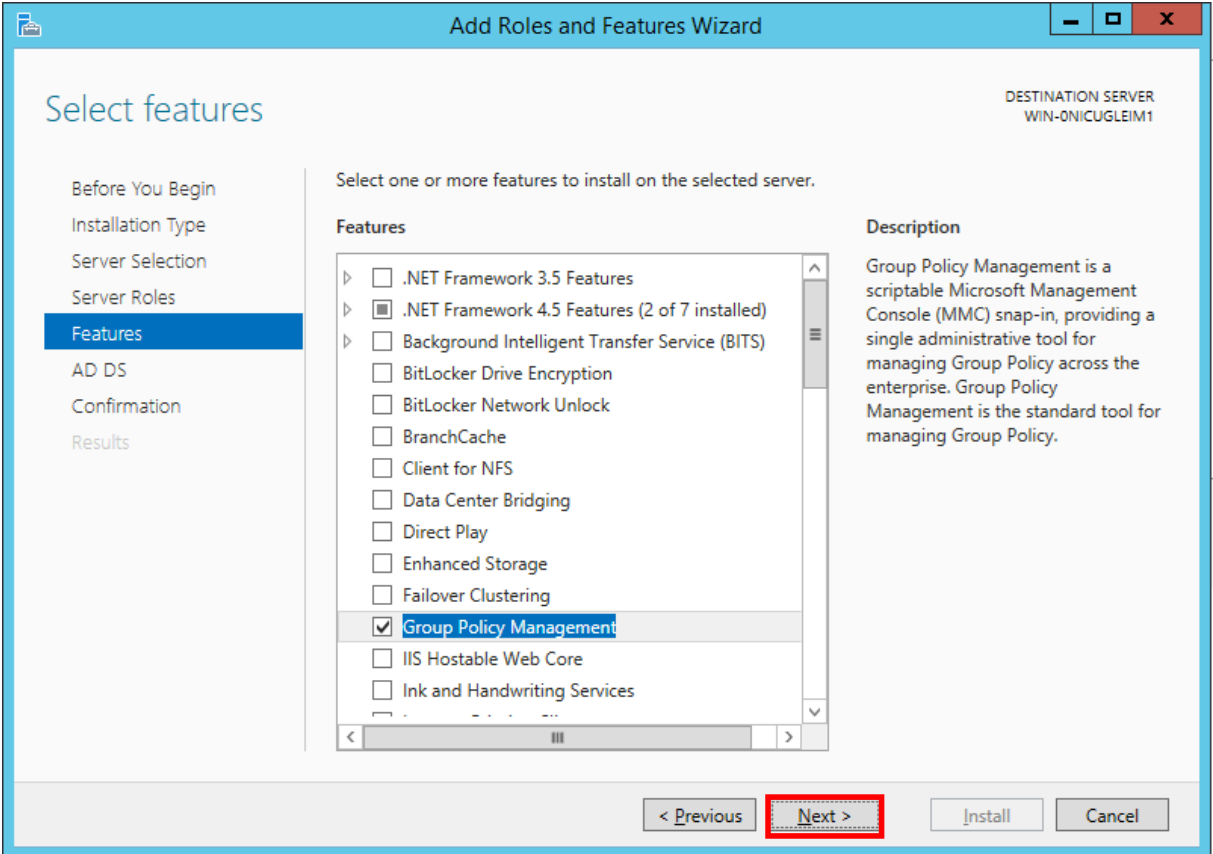 Add Roles and Features Wizard
Select features
DESTINATION SERVER
WIN-0NICUGLEIM1
Before You Begin
Installation Type
Server Selection
Server Roles
Features
AD DS
Confirmation
Results
Select one or more features to install on the selected server.
Features
.NET Framework 3.5 Features
.NET Framework 4.5 Features (2 of 7 installed)
Background Intelligent Transfer Service (BITS)
BitLocker Drive Encryption
BitLocker Network Unlock
BranchCache
Client for NFS
Data Center Bridging
Direct Play
Enhanced Storage
Failover Clustering
Group Policy Management
IIS Hostable Web Core
Ink and Handwriting Services
Description
Group Policy Management is a
scriptable Microsoft Management
Console (MMC) snap-in, providing a
single administrative tool for
managing Group Policy across the
enterprise. Group Policy
Management is the standard tool for
managing Group Policy.
< Previous
Next >
Install
Cancel